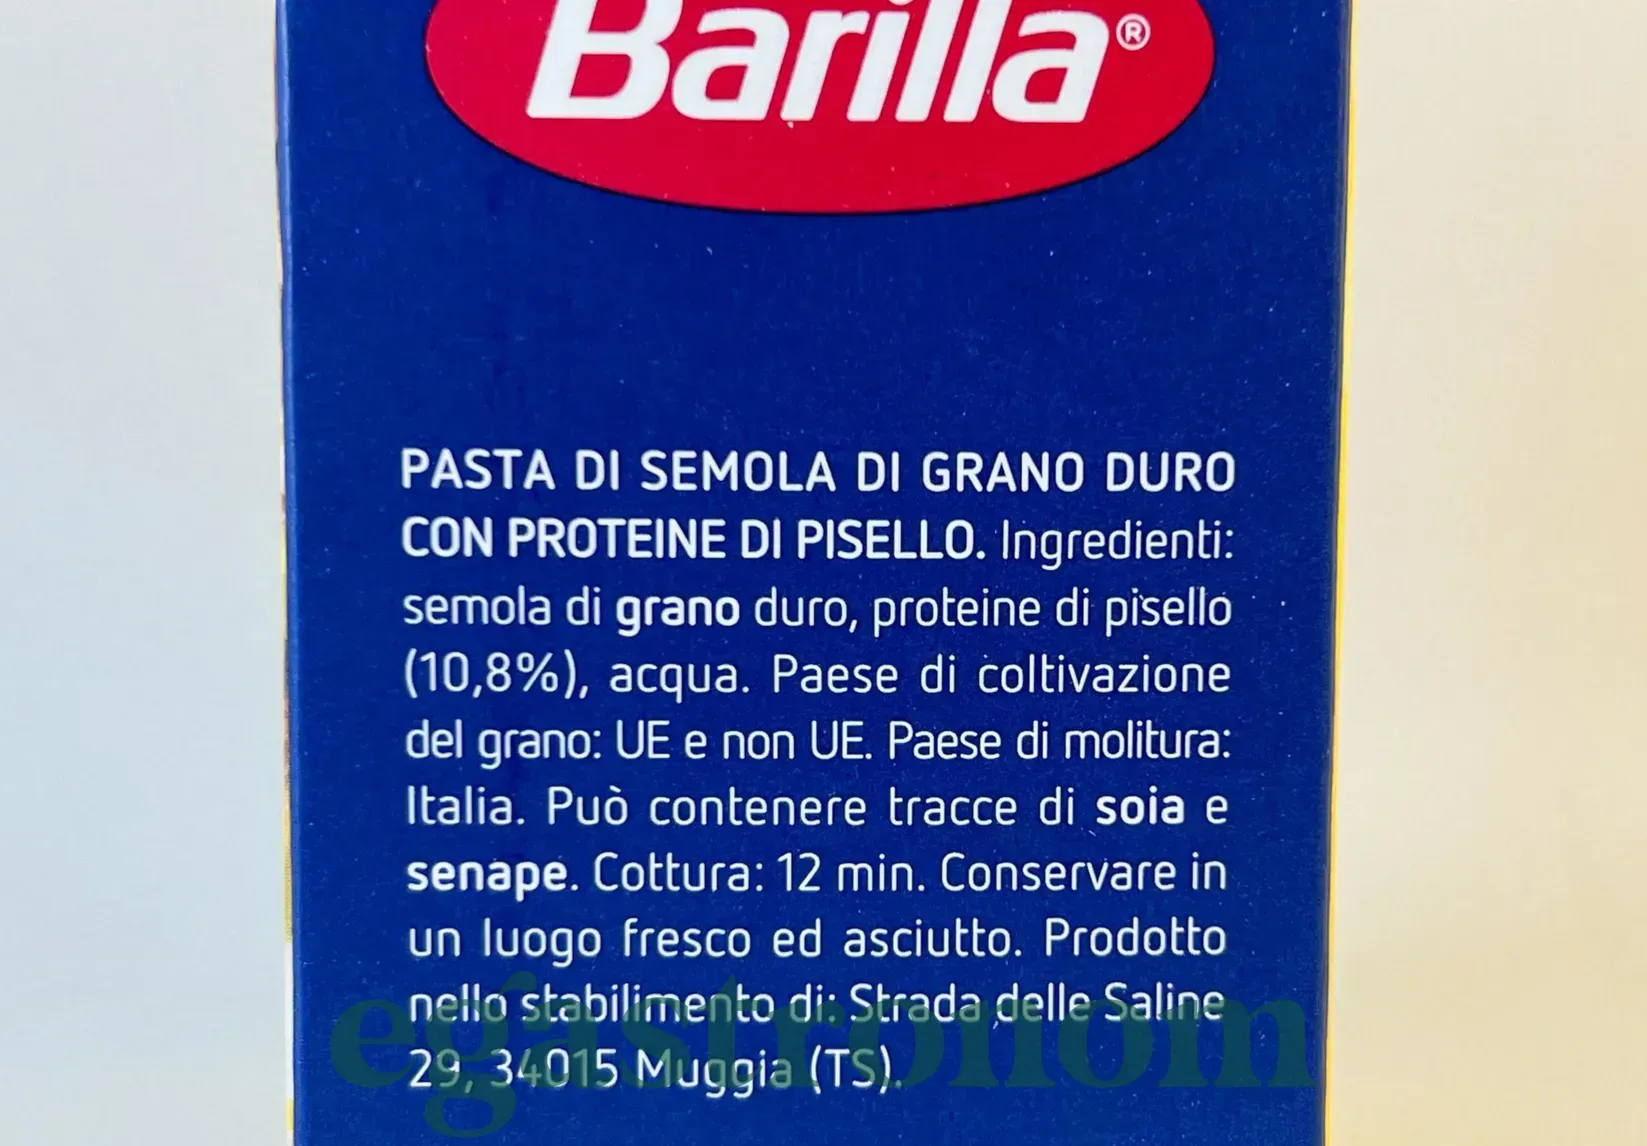 Barilla®
PASTA DI SEMOLA DI GRANO DURO
CON PROTEINE DI PISELLO. Ingredienti:
semola di grano duro, proteine di pisello
(10,8%), acqua. Paese di coltivazione
del grano: UE e non UE. Paese di molitura:
Italia. Può contenere tracce di soia e
senape. Cottura: 12 min. Conservare in
un luogo fresco ed asciutto. Prodotto
nello stabilimento di: Strada delle Saline
29, 34015 Muggia (TS).
egastronom